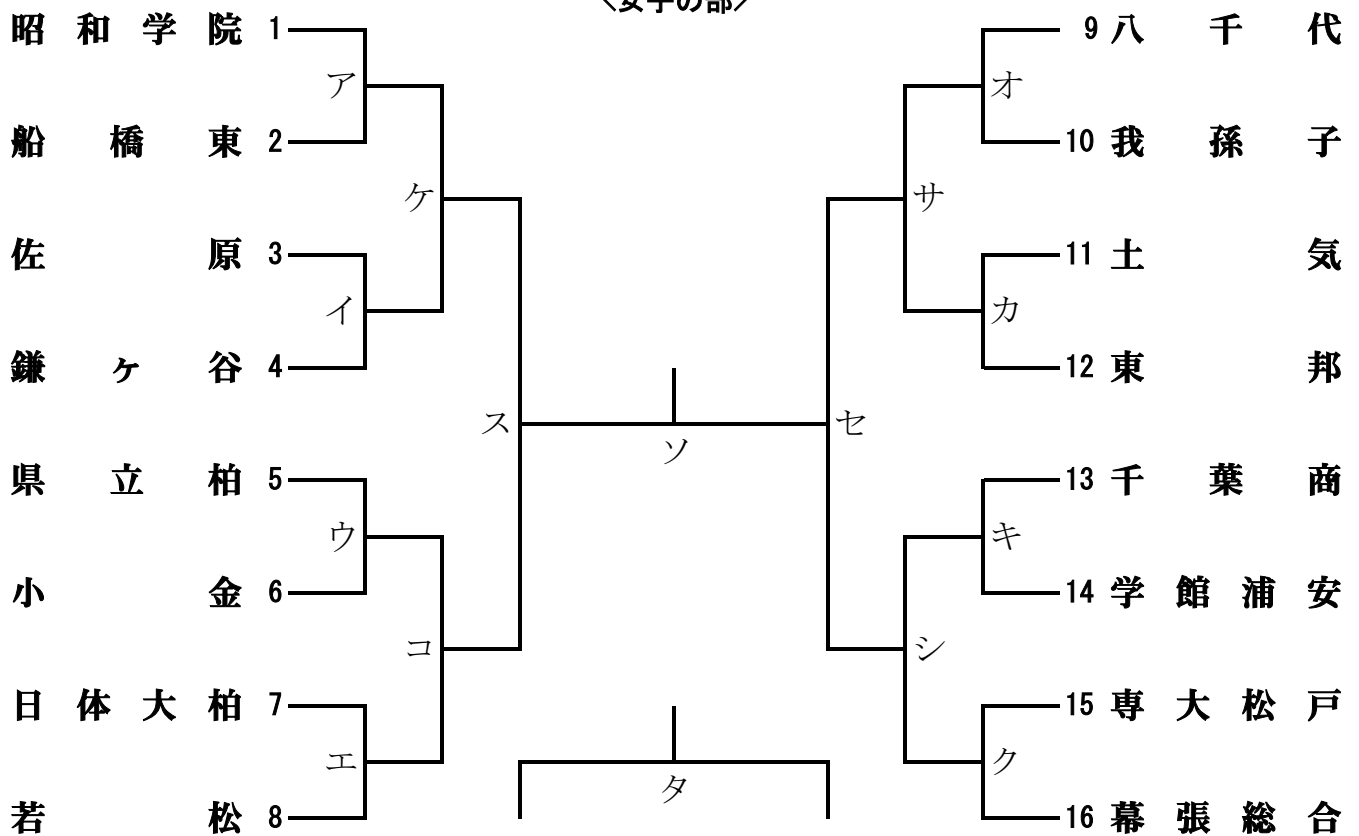 <女子の部>
昭和学院 1
ア
船橋東 2
ケ
佐原 3
イ
鎌ヶ谷 4
ス
県立柏 5
ウ
小金 6
コ
日体大柏 7
エ
若松 8
ソ
タ
9 八千代
オ
10 我孫子
サ
11 土気
カ
12 東邦
セ
13 千葉商
キ
14 学館浦安
シ
15 専大松戸
ク
16 幕張総合